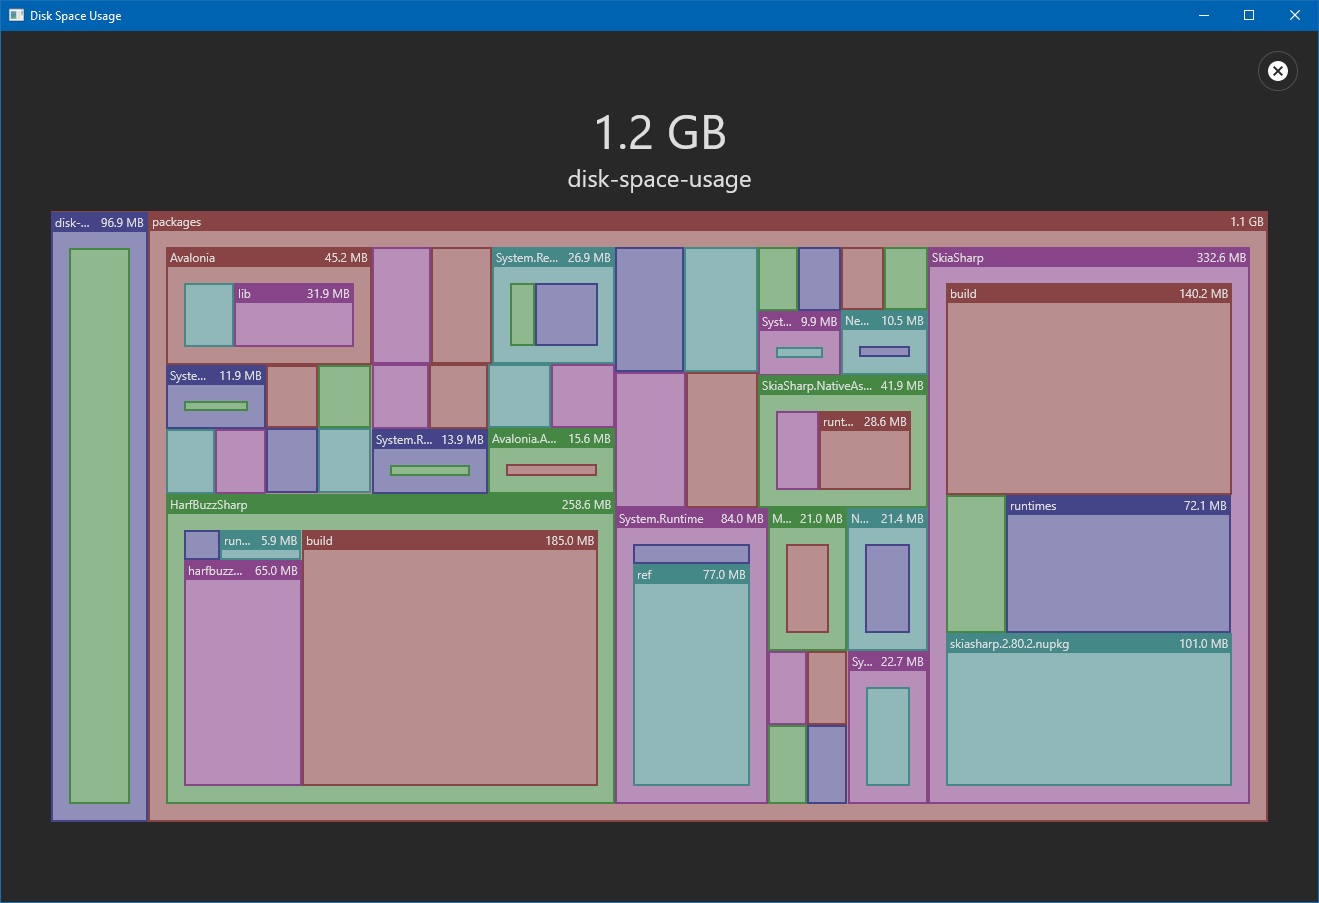 Disk Space Usage
1.2 GB
disk-space-usage
disk-... 96.9 MB
packages 1.1 GB
Avalonia 45.2 MB
System.Re... 26.9 MB
SkiaSharp 332.6 MB
lib 31.9 MB
build 140.2 MB
Syst... 9.9 MB
Ne... 10.5 MB
Syste... 11.9 MB
SkiaSharp.NativeAs... 41.9 MB
runt... 28.6 MB
System.R... 13.9 MB
Avalonia.A... 15.6 MB
HarfBuzzSharp 258.6 MB
runtimes 72.1 MB
System.Runtime 84.0 MB
M... 21.0 MB
N... 21.4 MB
run... 5.9 MB
build 185.0 MB
harfbuzz... 65.0 MB
ref 77.0 MB
skiasharp.2.80.2.nupkg 101.0 MB
Sy... 22.7 MB